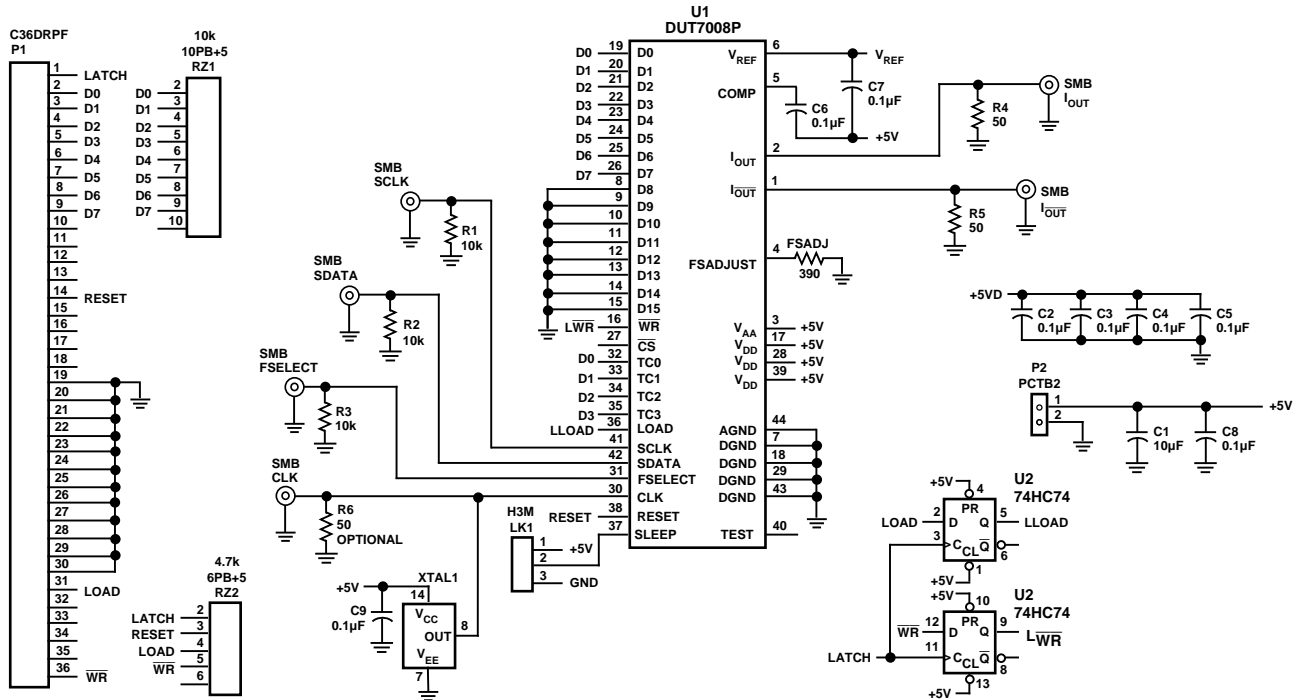 C36DRPF
P1
1
LATCH
2
D0
3
D1
4
D2
5
D3
6
D4
7
D5
8
D6
9
D7
10
11
12
13
14
RESET
15
16
17
18
19
20
21
22
23
24
25
26
27
28
29
30
31
LOAD
32
33
34
35
36
W̅R̅
10k
10PB+5
RZ1
D0 2
D1 3
D2 4
D3 5
D4 6
D5 7
D6 8
D7 9
10
4.7k
6PB+5
RZ2
LATCH 2
RESET 3
LOAD 4
W̅R̅ 5
6
SMB
SCLK
R1
10k
SMB
SDATA
R2
10k
SMB
FSELECT
R3
10k
SMB
CLK
R6
50
OPTIONAL
+5V
C9
0.1µF
XTAL1
14
VCC
OUT 8
VEE
7
H3M
LK1
1 +5V
2
3 GND
U1
DUT7008P
D0 19 D0
D1 20 D1
D2 21 D2
D3 22 D3
D4 23 D4
D5 24 D5
D6 25 D6
D7 26 D7
8 D8
9 D9
10 D10
11 D11
12 D12
13 D13
14 D14
15 D15
LW̅R̅ 16 W̅R̅
27 C̅S̅
D0 32 TC0
D1 33 TC1
D2 34 TC2
D3 35 TC3
LLOAD 36 LOAD
41 SCLK
42 SDATA
31 FSELECT
30 CLK
RESET 38 RESET
37 SLEEP
VREF 6 VREF
COMP 5
C6
0.1µF
C7
0.1µF
+5V
IOUT 2
R4
50
SMB
IOUT
IO̅U̅T̅ 1
R5
50
SMB
IO̅U̅T̅
FSADJUST 4
FSADJ
390
VAA 3 +5V
VDD 17 +5V
VDD 28 +5V
VDD 39 +5V
AGND 44
DGND 7
DGND 18
DGND 29
DGND 43
TEST 40
+5VD
C2
0.1µF
C3
0.1µF
C4
0.1µF
C5
0.1µF
P2
PCTB2
1
2
+5V
C1
10µF
C8
0.1µF
U2
74HC74
+5V 4
PR
LOAD 2 D
Q 5 LLOAD
3 C
CL
Q̅ 6
1
+5V
U2
74HC74
+5V 10
PR
W̅R̅ 12 D
Q 9 LW̅R̅
LATCH 11 C
CL
Q̅ 8
13
+5V